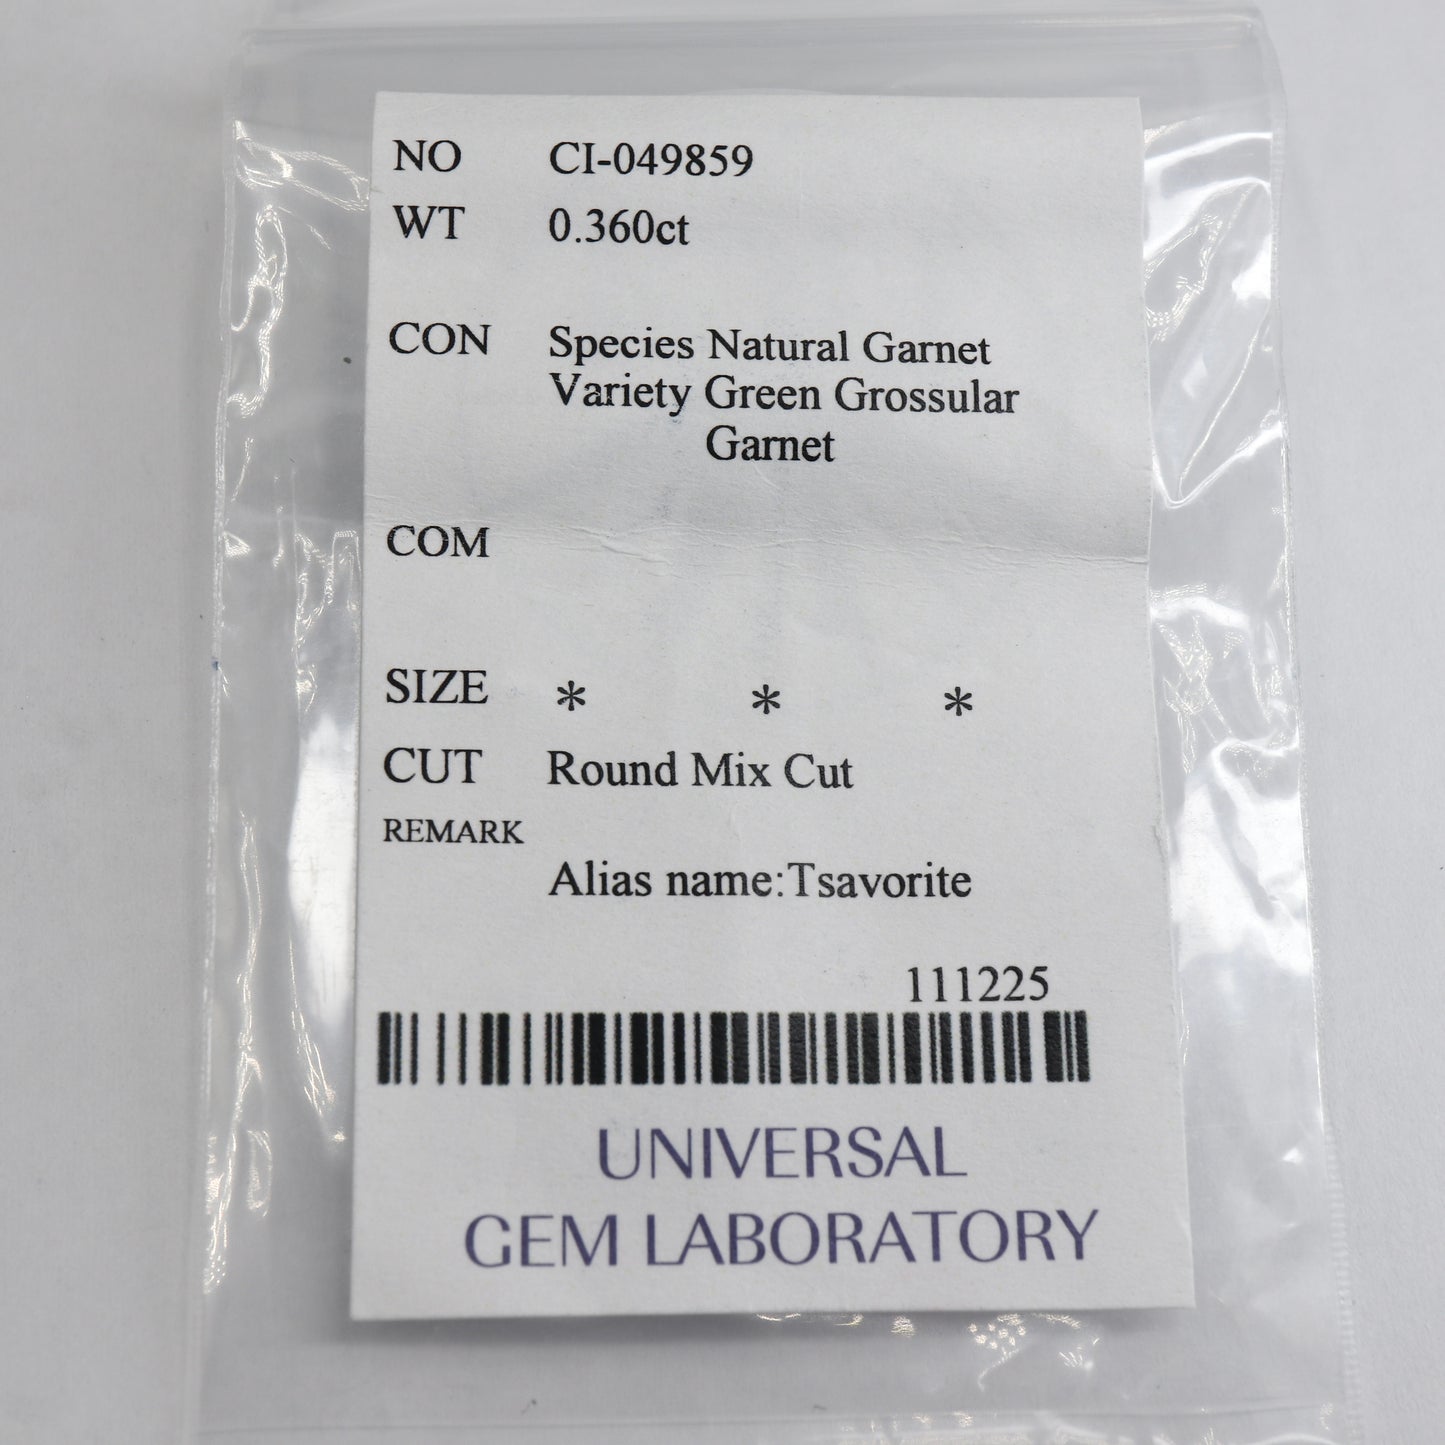 NO CI-049859
WT 0.360ct
CON Species Natural Garnet
Variety Green Grossular
Garnet
COM
SIZE * * *
CUT Round Mix Cut
REMARK
Alias name:Tsavorite
111225
UNIVERSAL
GEM LABORATORY